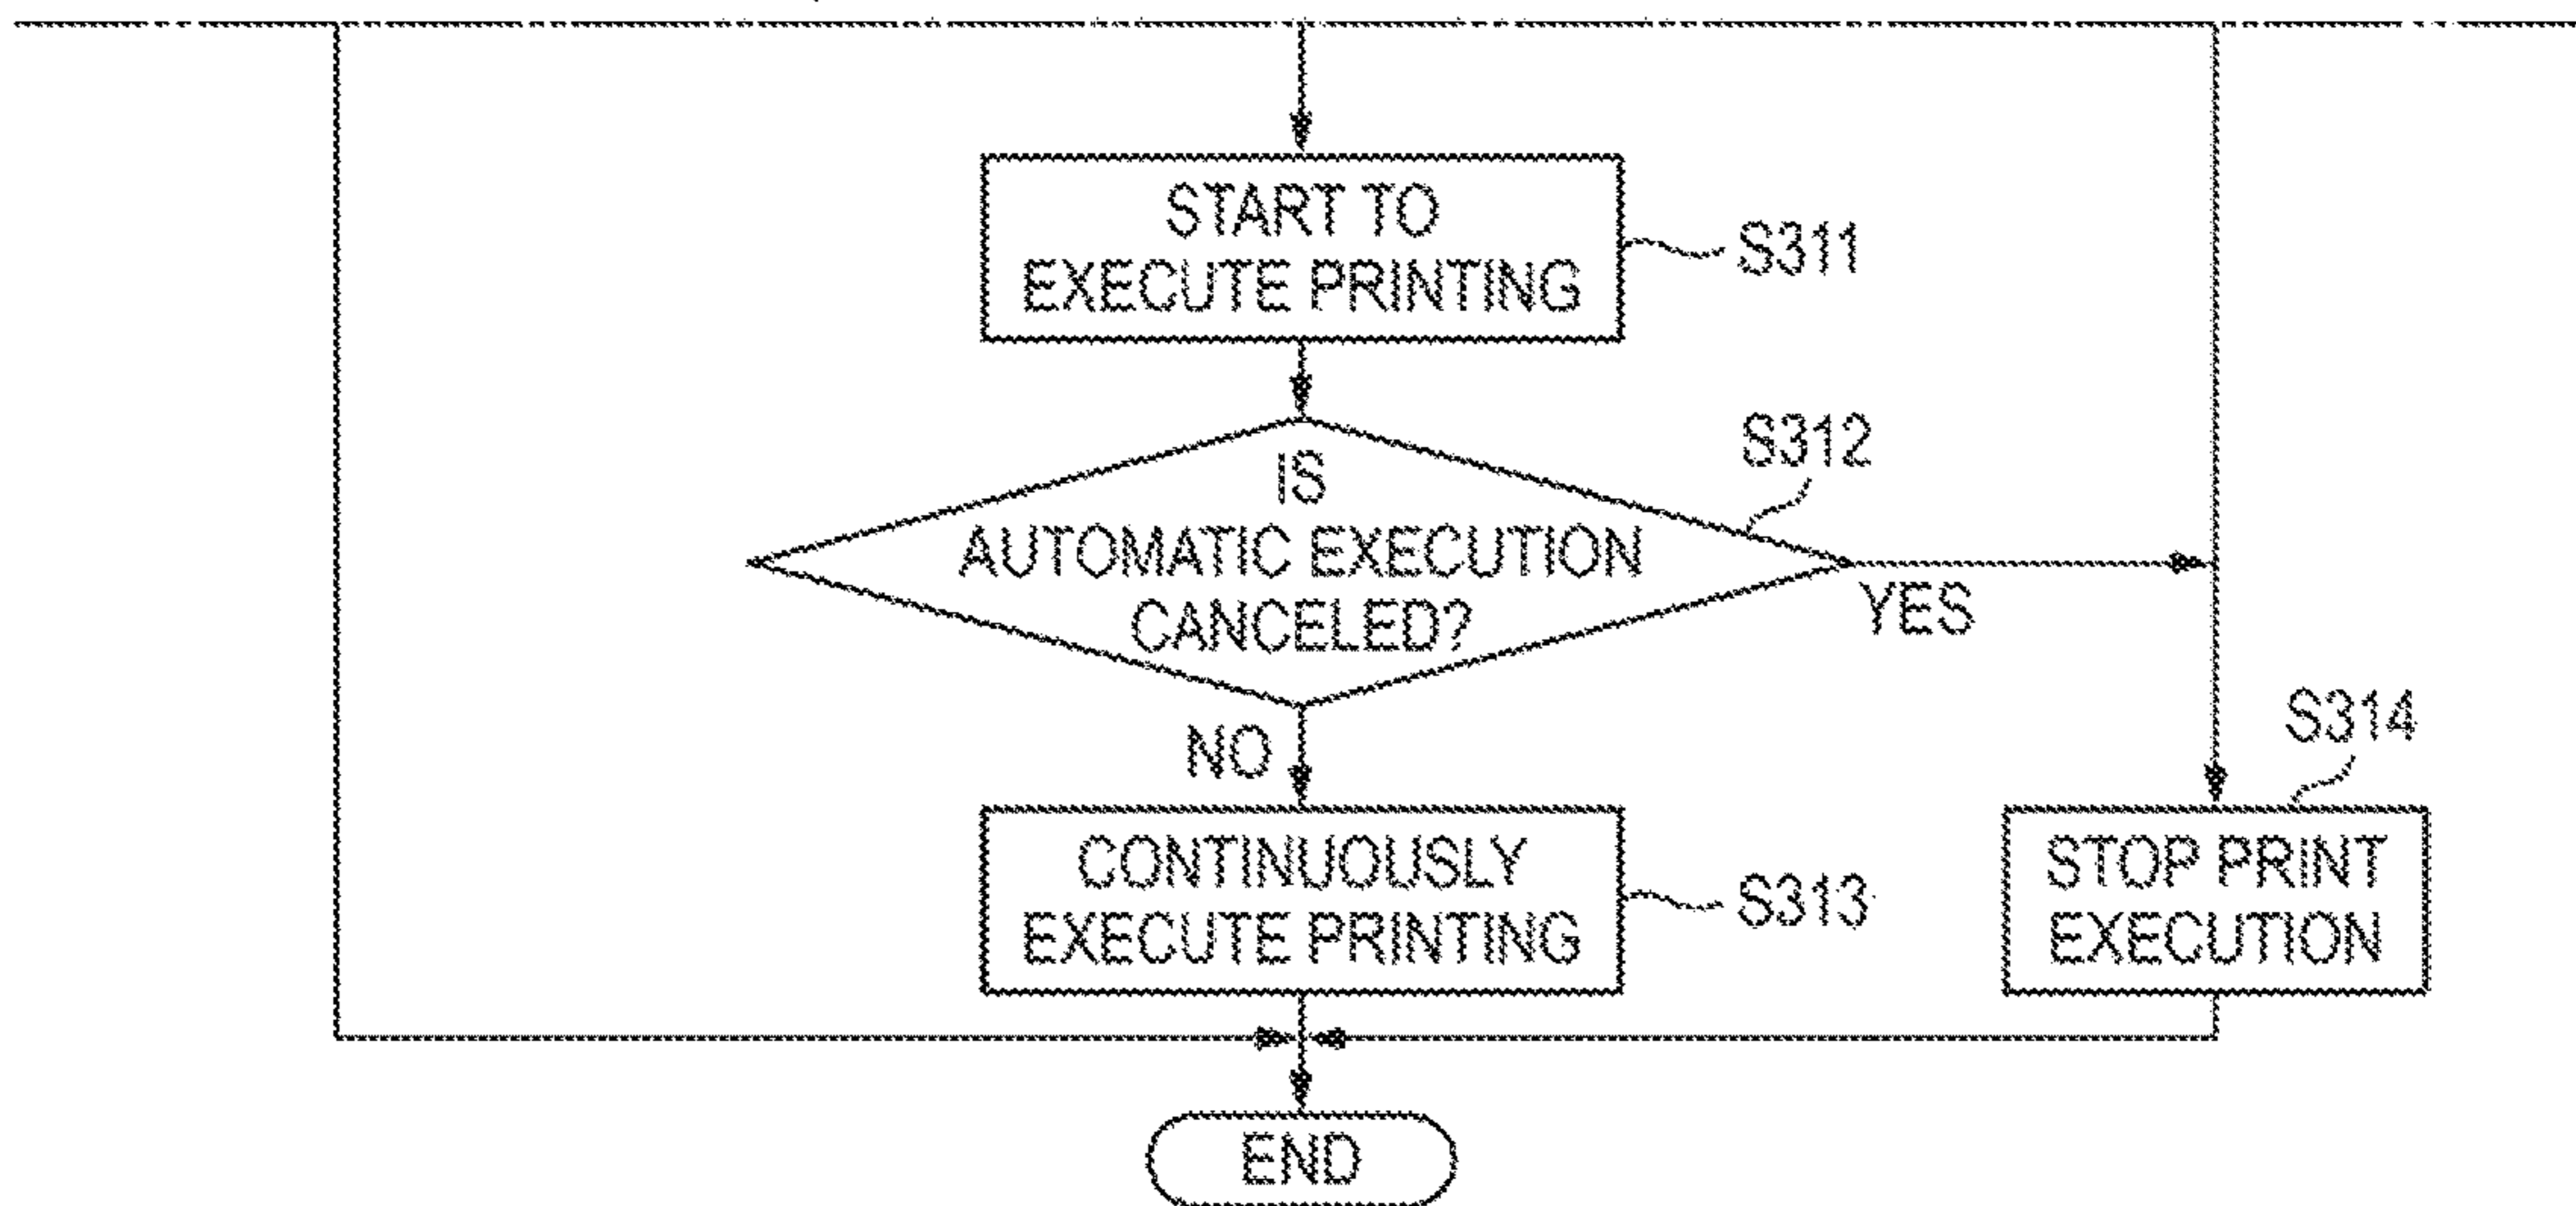 START TO
EXECUTE PRINTING
S311
IS
AUTOMATIC EXECUTION
CANCELED?
S312
YES
NO
CONTINUOUSLY
EXECUTE PRINTING
S313
S314
STOP PRINT
EXECUTION
END